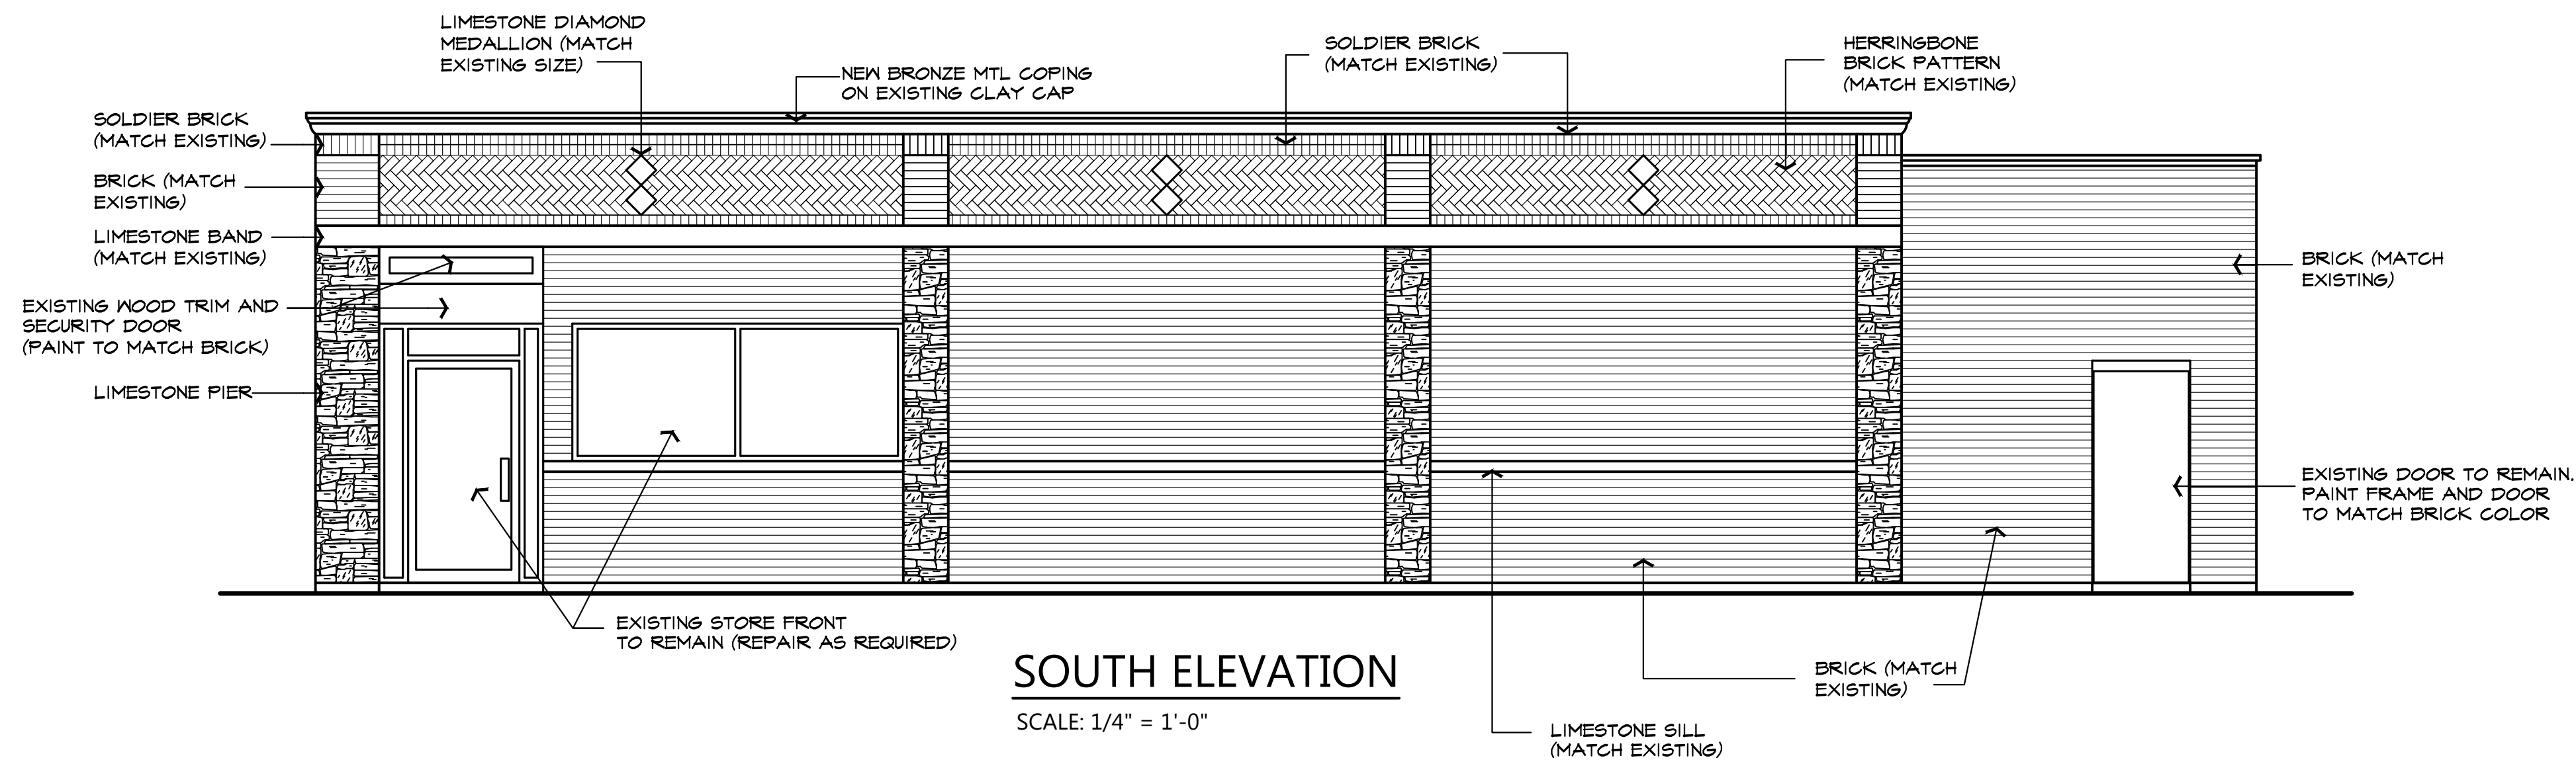 LIMESTONE DIAMOND
MEDALLION (MATCH
EXISTING SIZE)
NEW BRONZE MTL COPING
ON EXISTING CLAY CAP
SOLDIER BRICK
(MATCH EXISTING)
HERRINGBONE
BRICK PATTERN
(MATCH EXISTING)
SOLDIER BRICK
(MATCH EXISTING)
BRICK (MATCH
EXISTING)
LIMESTONE BAND
(MATCH EXISTING)
EXISTING WOOD TRIM AND
SECURITY DOOR
(PAINT TO MATCH BRICK)
LIMESTONE PIER
BRICK (MATCH
EXISTING)
EXISTING DOOR TO REMAIN.
PAINT FRAME AND DOOR
TO MATCH BRICK COLOR
EXISTING STORE FRONT
TO REMAIN (REPAIR AS REQUIRED)
BRICK (MATCH
EXISTING)
LIMESTONE SILL
(MATCH EXISTING)
SOUTH ELEVATION
SCALE: 1/4" = 1'-0"